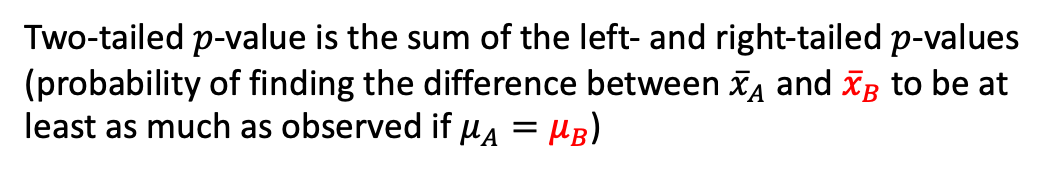 Two-tailed p-value is the sum of the left- and right-tailed p-values
(probability of finding the difference between x̄_A and x̄_B to be at
least as much as observed if μ_A = μ_B)